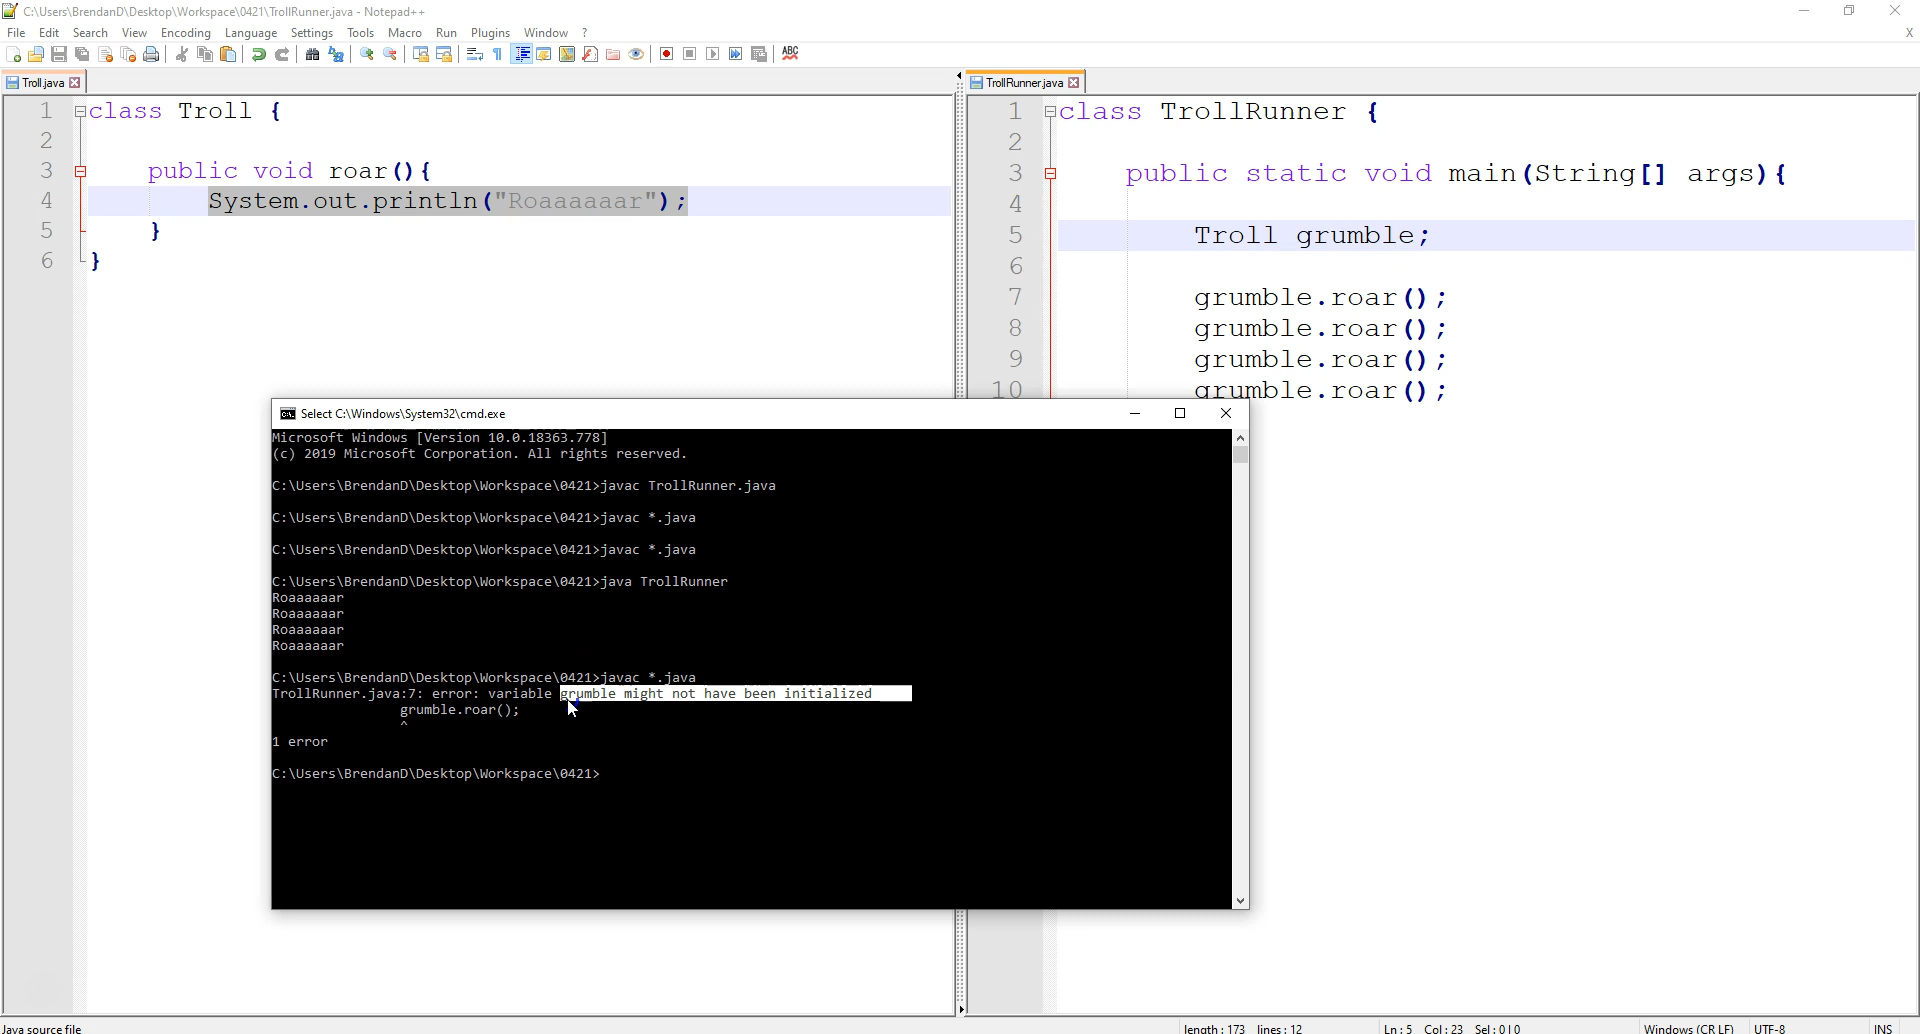 C:\Users\BrendanD\Desktop\Workspace\0421\TrollRunner.java - Notepad++
File Edit Search View Encoding Language Settings Tools Macro Run Plugins Window ? X
ABC
Troll.java
1 class Troll {
2
3 public void roar(){
4 System.out.println("Roaaaaaar");
5 }
6 }
TrollRunner.java
1 class TrollRunner {
2
3 public static void main(String[] args){
4
5 Troll grumble;
6
7 grumble.roar();
8 grumble.roar();
9 grumble.roar();
10 grumble.roar();
Select C:\Windows\System32\cmd.exe
Microsoft Windows [Version 10.0.18363.778]
(c) 2019 Microsoft Corporation. All rights reserved.
C:\Users\BrendanD\Desktop\Workspace\0421>javac TrollRunner.java
C:\Users\BrendanD\Desktop\Workspace\0421>javac *.java
C:\Users\BrendanD\Desktop\Workspace\0421>javac *.java
C:\Users\BrendanD\Desktop\Workspace\0421>java TrollRunner
Roaaaaaar
Roaaaaaar
Roaaaaaar
Roaaaaaar
C:\Users\BrendanD\Desktop\Workspace\0421>javac *.java
TrollRunner.java:7: error: variable grumble might not have been initialized
grumble.roar();
^
1 error
C:\Users\BrendanD\Desktop\Workspace\0421>
Java source file length : 173 lines : 12 Ln : 5 Col : 23 Sel : 0 | 0 Windows (CR LF) UTF-8 INS